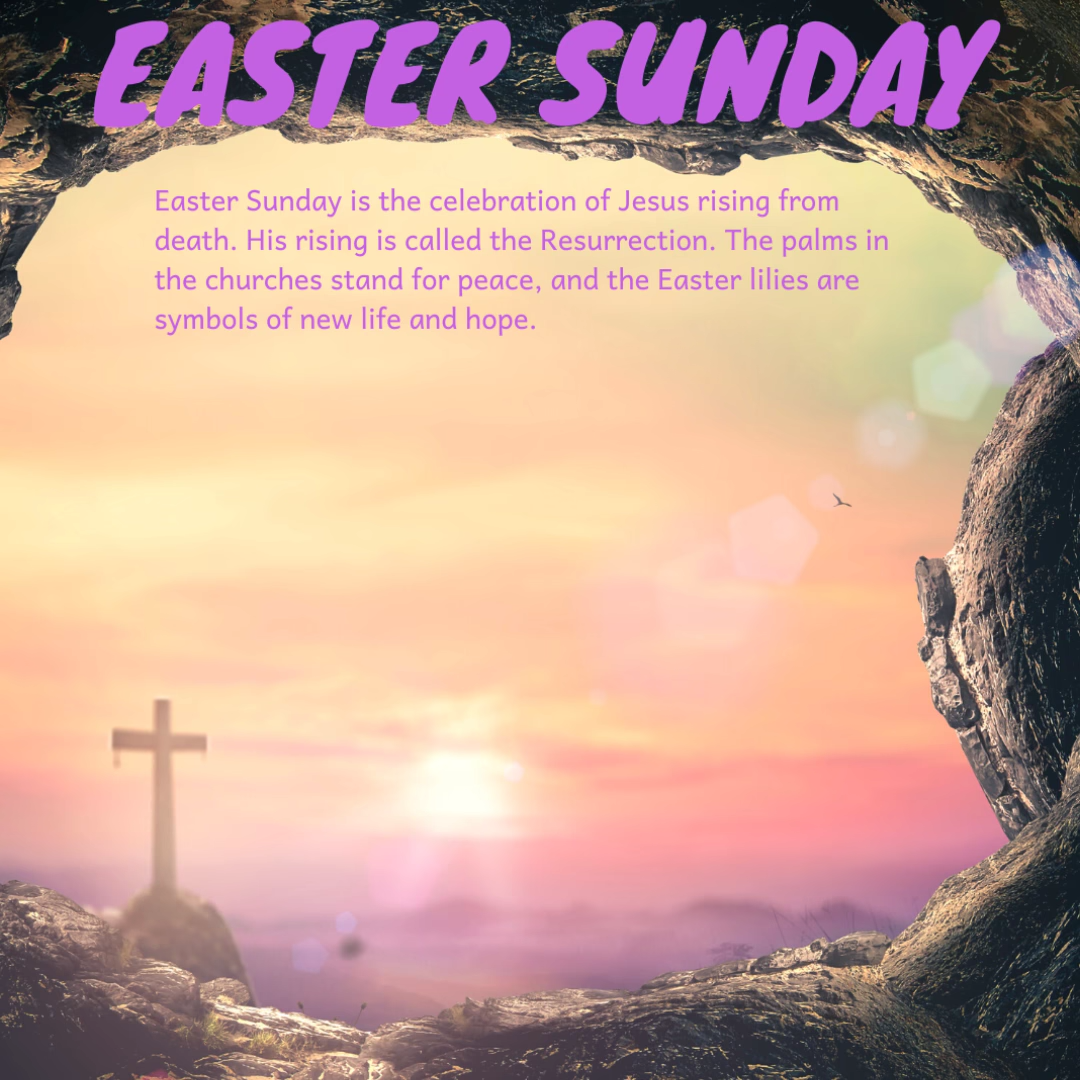 EASTER SUNDAY
Easter Sunday is the celebration of Jesus rising from
death. His rising is called the Resurrection. The palms in
the churches stand for peace, and the Easter lilies are
symbols of new life and hope.